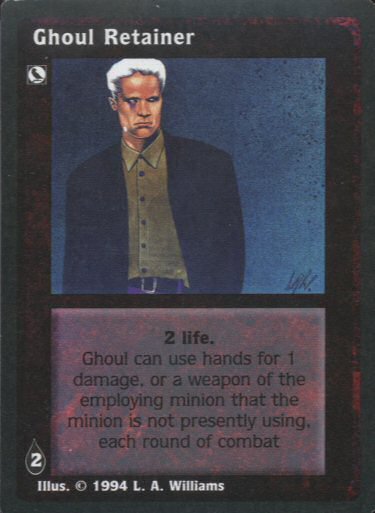 Ghoul Retainer
2 life.
Ghoul can use hands for 1
damage, or a weapon of the
employing minion that the
minion is not presently using,
each round of combat
2
Illus. © 1994 L. A. Williams